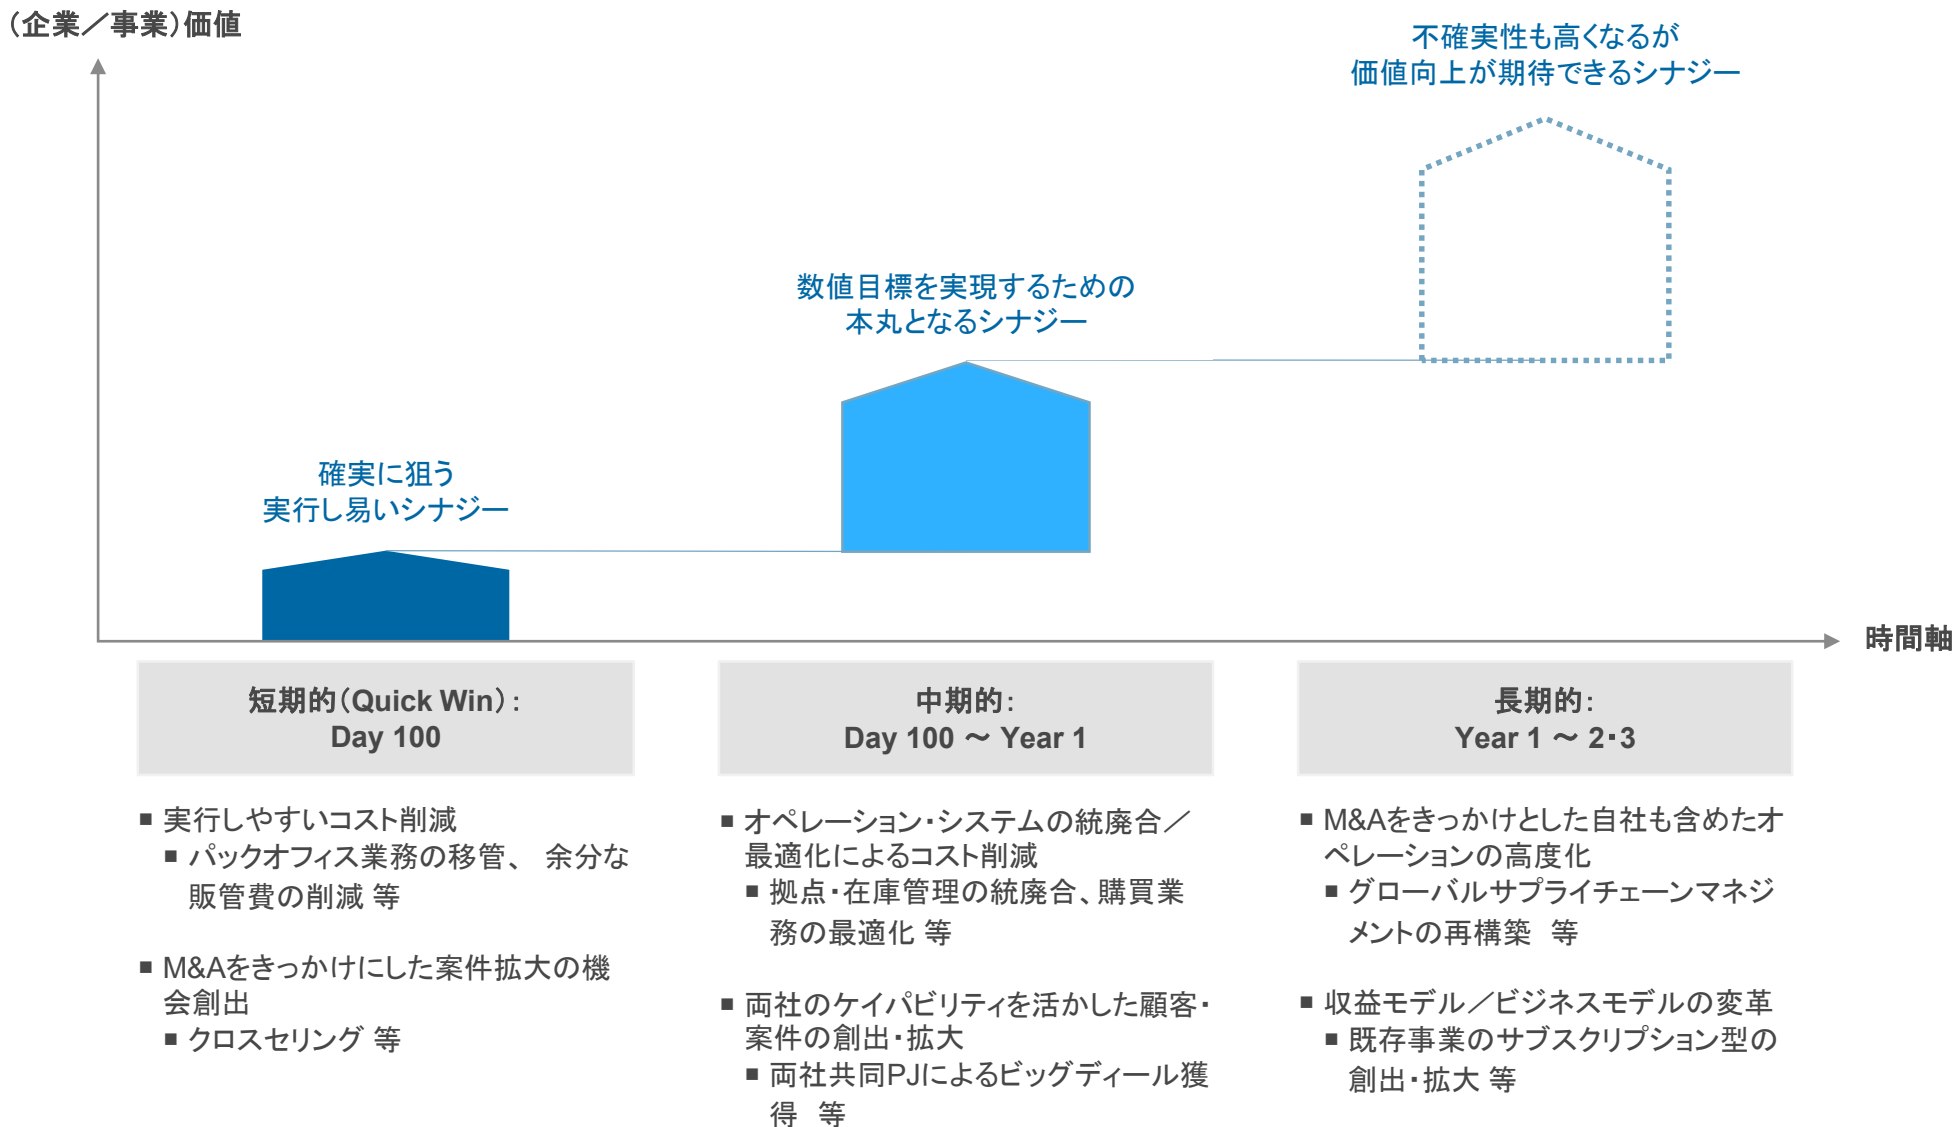 （企業／事業）価値
不確実性も高くなるが
価値向上が期待できるシナジー
数値目標を実現するための
本丸となるシナジー
確実に狙う
実行し易いシナジー
時間軸
短期的（Quick Win）：
Day 100
中期的：
Day 100 ～ Year 1
長期的：
Year 1 ～ 2・3
■ 実行しやすいコスト削減
■ パックオフィス業務の移管、 余分な
販管費の削減 等
■ M&Aをきっかけにした案件拡大の機
会創出
■ クロスセリング 等
■ オペレーション・システムの統廃合／
最適化によるコスト削減
■ 拠点・在庫管理の統廃合、購買業
務の最適化 等
■ 両社のケイパビリティを活かした顧客・
案件の創出・拡大
■ 両社共同PJによるビッグディール獲
得　等
■ M&Aをきっかけとした自社も含めたオ
ペレーションの高度化
■ グローバルサプライチェーンマネジ
メントの再構築　等
■ 収益モデル／ビジネスモデルの変革
■ 既存事業のサブスクリプション型の
創出・拡大 等